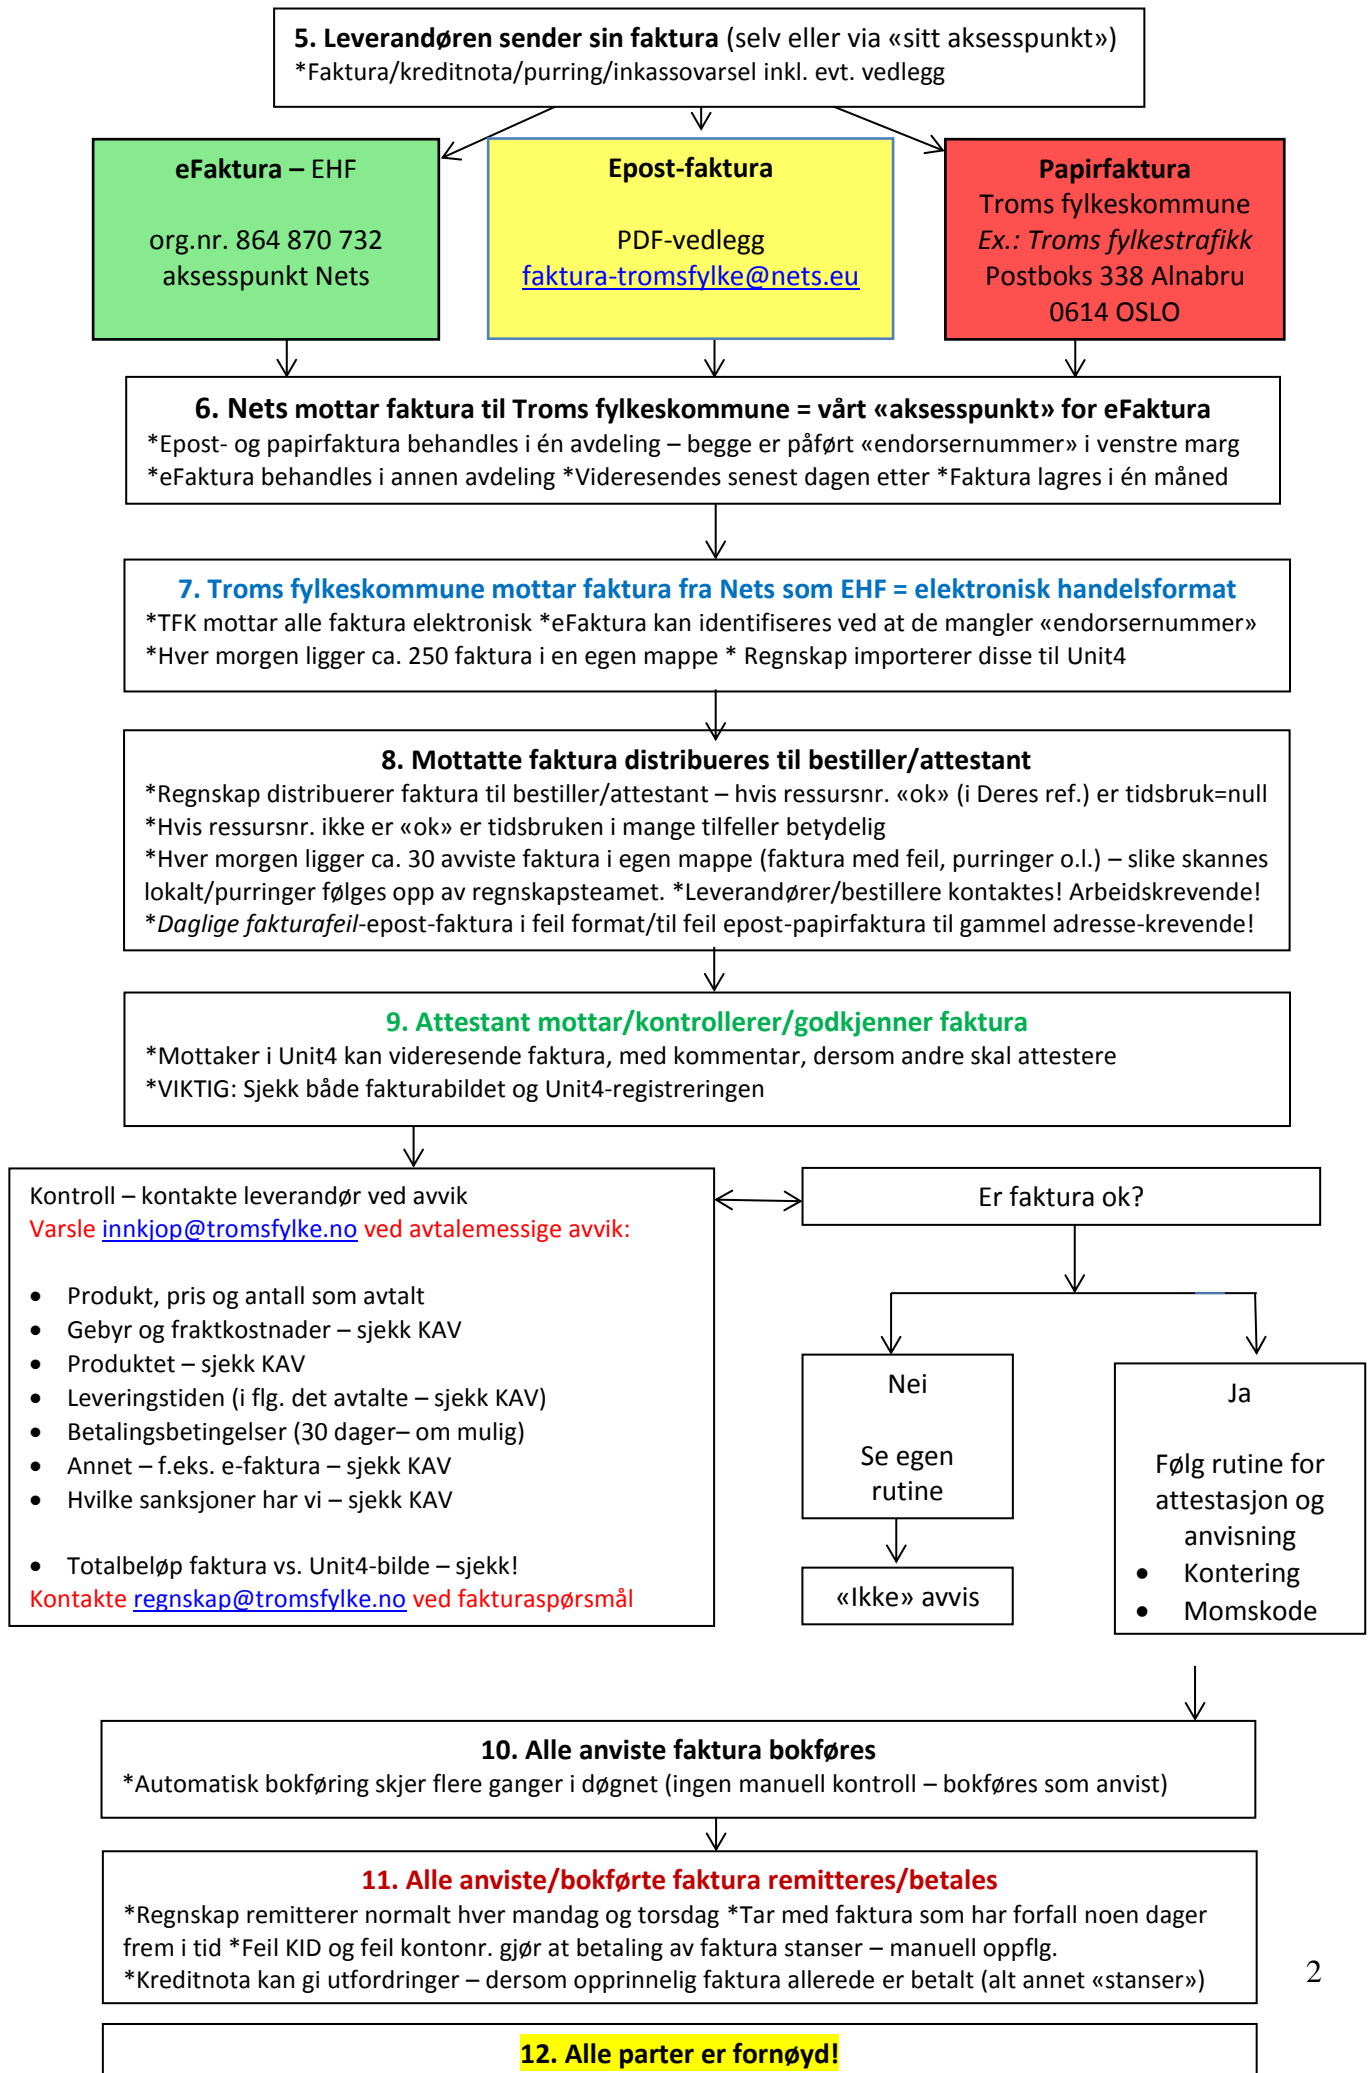 5. Leverandøren sender sin faktura (selv eller via «sitt aksesspunkt»)
*Faktura/kreditnota/purring/inkassovarsel inkl. evt. vedlegg
eFaktura – EHF
org.nr. 864 870 732
aksesspunkt Nets
Epost-faktura
PDF-vedlegg
faktura-tromsfylke@nets.eu
Papirfaktura
Troms fylkeskommune
Ex.: Troms fylkestrafikk
Postboks 338 Alnabru
0614 OSLO
6. Nets mottar faktura til Troms fylkeskommune = vårt «aksesspunkt» for eFaktura
*Epost- og papirfaktura behandles i én avdeling – begge er påført «endorsernummer» i venstre marg
*eFaktura behandles i annen avdeling *Videresendes senest dagen etter *Faktura lagres i én måned
7. Troms fylkeskommune mottar faktura fra Nets som EHF = elektronisk handelsformat
*TFK mottar alle faktura elektronisk *eFaktura kan identifiseres ved at de mangler «endorsernummer»
*Hver morgen ligger ca. 250 faktura i en egen mappe * Regnskap importerer disse til Unit4
8. Mottatte faktura distribueres til bestiller/attestant
*Regnskap distribuerer faktura til bestiller/attestant – hvis ressursnr. «ok» (i Deres ref.) er tidsbruk=null
*Hvis ressursnr. ikke er «ok» er tidsbruken i mange tilfeller betydelig
*Hver morgen ligger ca. 30 avviste faktura i egen mappe (faktura med feil, purringer o.l.) – slike skannes
lokalt/purringer følges opp av regnskapsteamet. *Leverandører/bestillere kontaktes! Arbeidskrevende!
*Daglige fakturafeil-epost-faktura i feil format/til feil epost-papirfaktura til gammel adresse-krevende!
9. Attestant mottar/kontrollerer/godkjenner faktura
*Mottaker i Unit4 kan videresende faktura, med kommentar, dersom andre skal attestere
*VIKTIG: Sjekk både fakturabildet og Unit4-registreringen
Kontroll – kontakte leverandør ved avvik
Varsle innkjop@tromsfylke.no ved avtalemessige avvik:
• Produkt, pris og antall som avtalt
• Gebyr og fraktkostnader – sjekk KAV
• Produktet – sjekk KAV
• Leveringstiden (i flg. det avtalte – sjekk KAV)
• Betalingsbetingelser (30 dager– om mulig)
• Annet – f.eks. e-faktura – sjekk KAV
• Hvilke sanksjoner har vi – sjekk KAV
• Totalbeløp faktura vs. Unit4-bilde – sjekk!
Kontakte regnskap@tromsfylke.no ved fakturaspørsmål
Er faktura ok?
Nei
Se egen
rutine
«Ikke» avvis
Ja
Følg rutine for
attestasjon og
anvisning
• Kontering
• Momskode
10. Alle anviste faktura bokføres
*Automatisk bokføring skjer flere ganger i døgnet (ingen manuell kontroll – bokføres som anvist)
11. Alle anviste/bokførte faktura remitteres/betales
*Regnskap remitterer normalt hver mandag og torsdag *Tar med faktura som har forfall noen dager
frem i tid *Feil KID og feil kontonr. gjør at betaling av faktura stanser – manuell oppflg.
*Kreditnota kan gi utfordringer – dersom opprinnelig faktura allerede er betalt (alt annet «stanser»)
2
12. Alle parter er fornøyd!